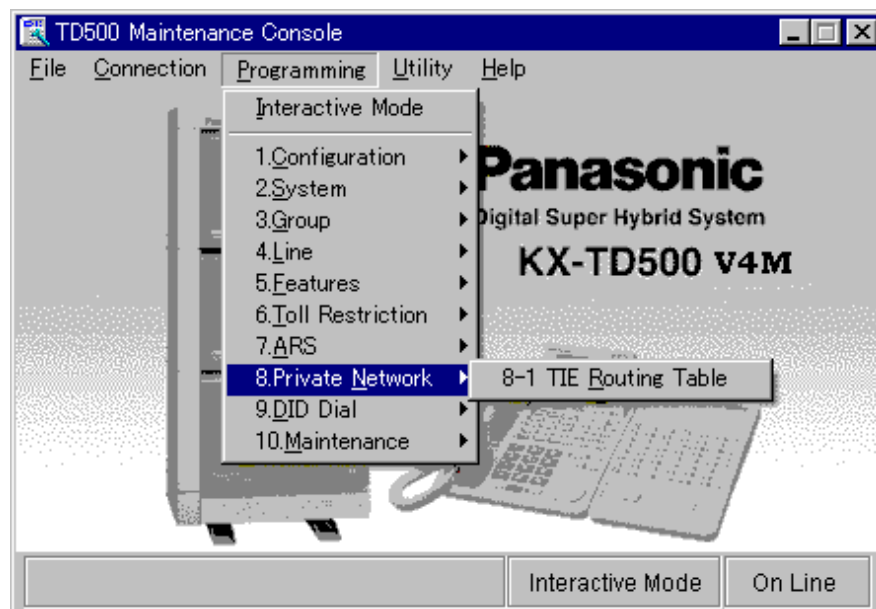 TD500 Maintenance Console
File Connection Programming Utility Help
Interactive Mode
1.Configuration
2.System
3.Group
4.Line
5.Features
6.Toll Restriction
7.ARS
8.Private Network
8-1 TIE Routing Table
9.DID Dial
10.Maintenance
Panasonic
Digital Super Hybrid System
KX-TD500 V4M
Interactive Mode On Line